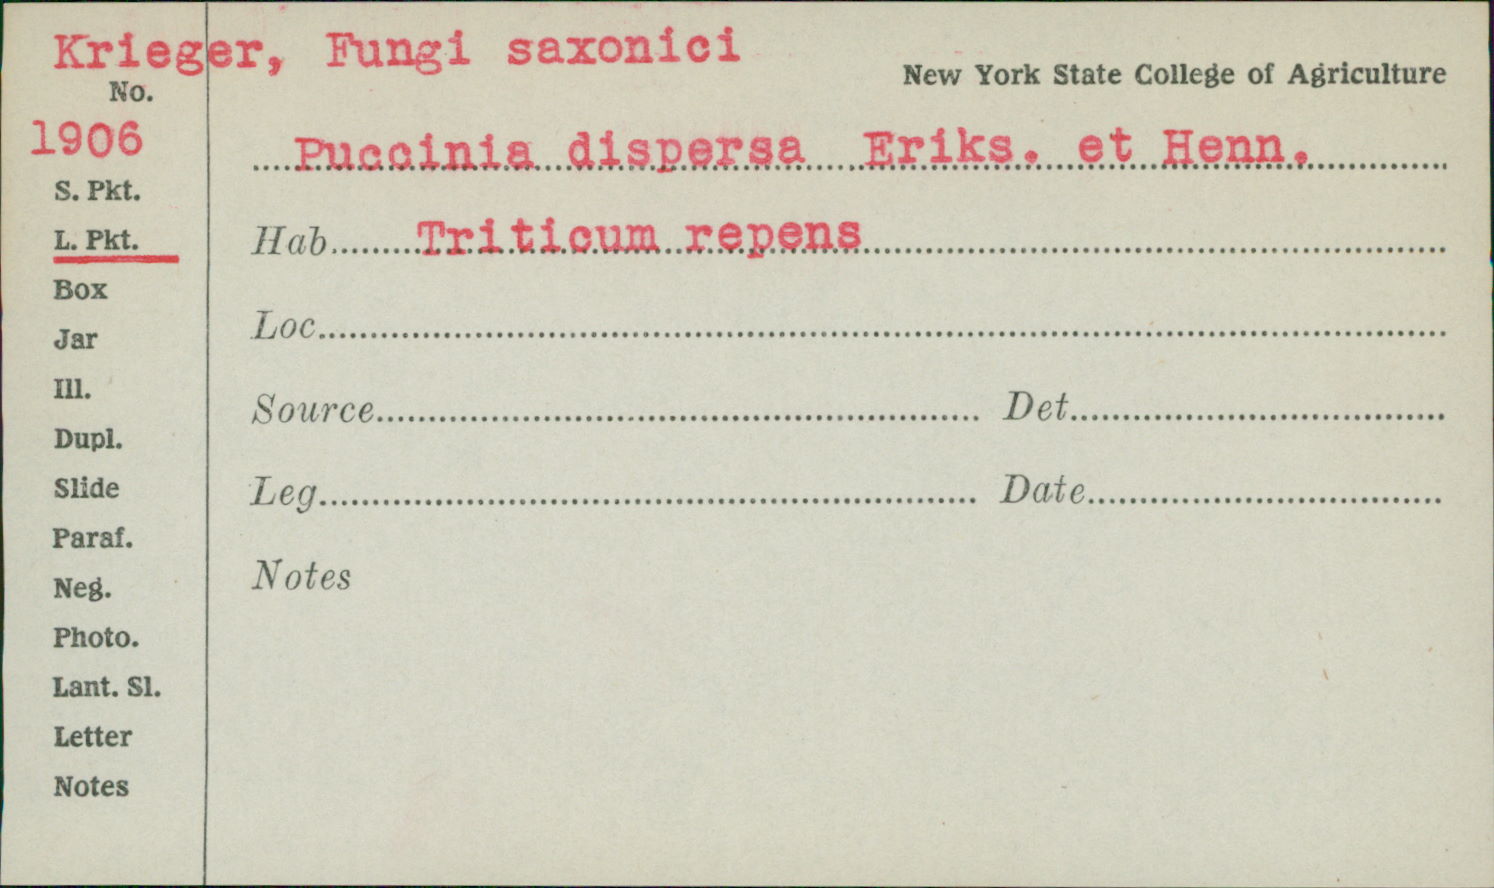 Krieger, Fungi saxonici
New York State College of Agriculture
No.
1906
Puccinia dispersa Eriks. et Henn.
S. Pkt.
L. Pkt.
Hab. Triticum repens
Box
Loc.
Jar
Ill.
Source Det.
Dupl.
Slide
Leg. Date
Paraf.
Notes
Neg.
Photo.
Lant. Sl.
Letter
Notes